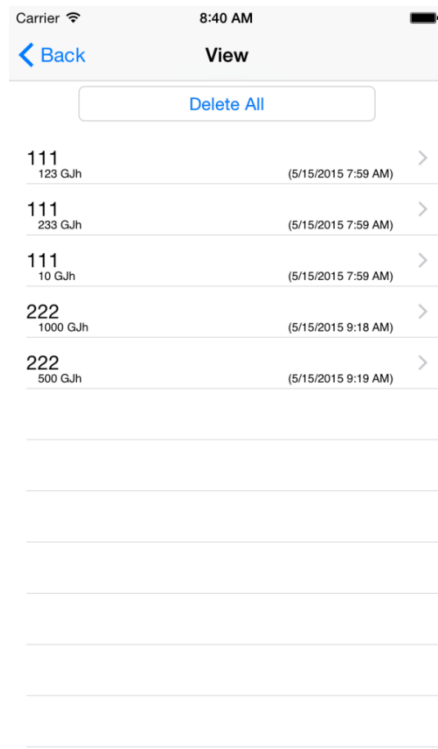 Carrier 8:40 AM
Back View
Delete All
111
123 GJh (5/15/2015 7:59 AM)
111
233 GJh (5/15/2015 7:59 AM)
111
10 GJh (5/15/2015 7:59 AM)
222
1000 GJh (5/15/2015 9:18 AM)
222
500 GJh (5/15/2015 9:19 AM)